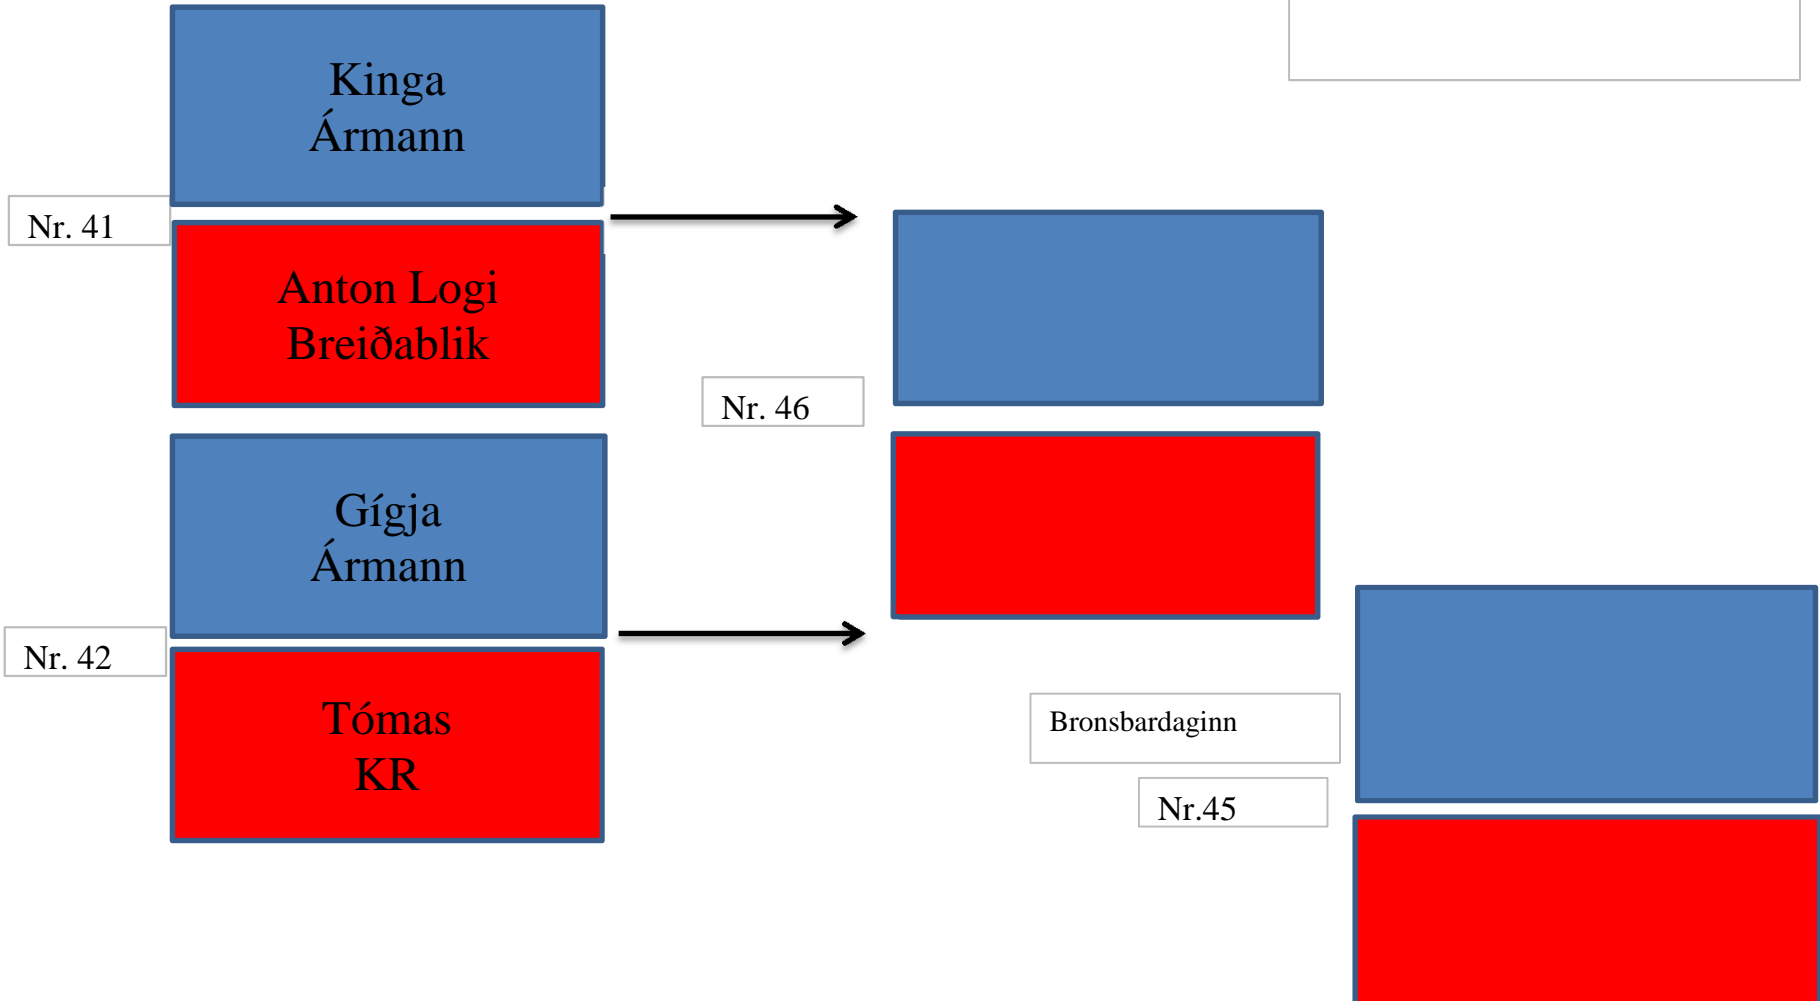 Kinga
Ármann
Nr. 41
Anton Logi
Breiðablik
Nr. 46
Gígja
Ármann
Nr. 42
Tómas
KR
Bronsbardaginn
Nr.45